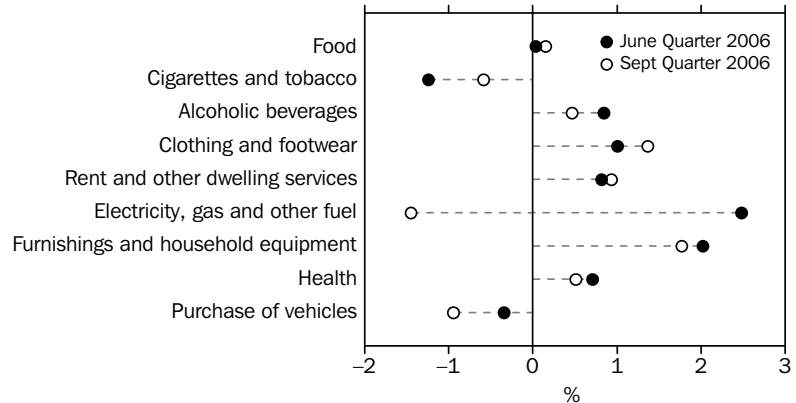 Food
June Quarter 2006
Sept Quarter 2006
Cigarettes and tobacco
Alcoholic beverages
Clothing and footwear
Rent and other dwelling services
Electricity, gas and other fuel
Furnishings and household equipment
Health
Purchase of vehicles
–2 –1 0 1 2 3
%